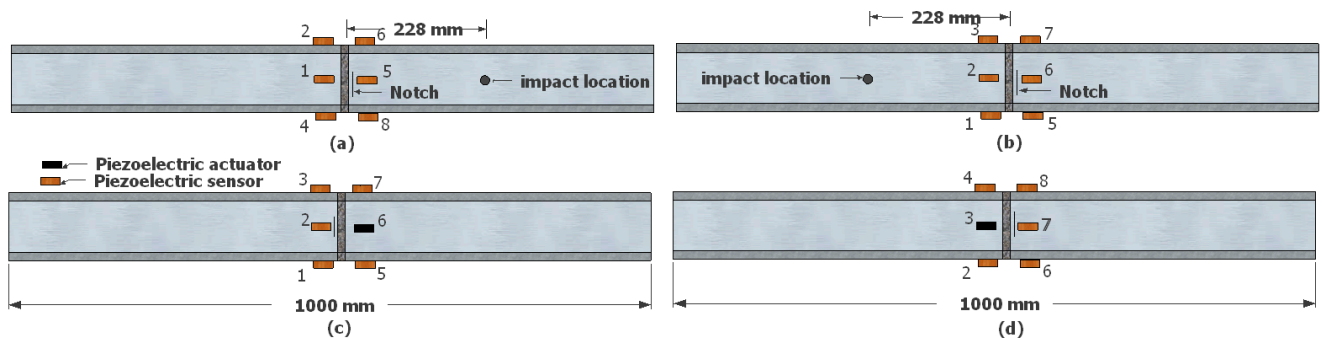 2 6 228 mm
1 5 impact location
Notch
4 8
(a)
228 mm
3 7
impact location 2 6
Notch
1 5
(b)
Piezoelectric actuator
Piezoelectric sensor
3 7
2 6
1 5
1000 mm
(c)
4 8
3 7
2 6
1000 mm
(d)